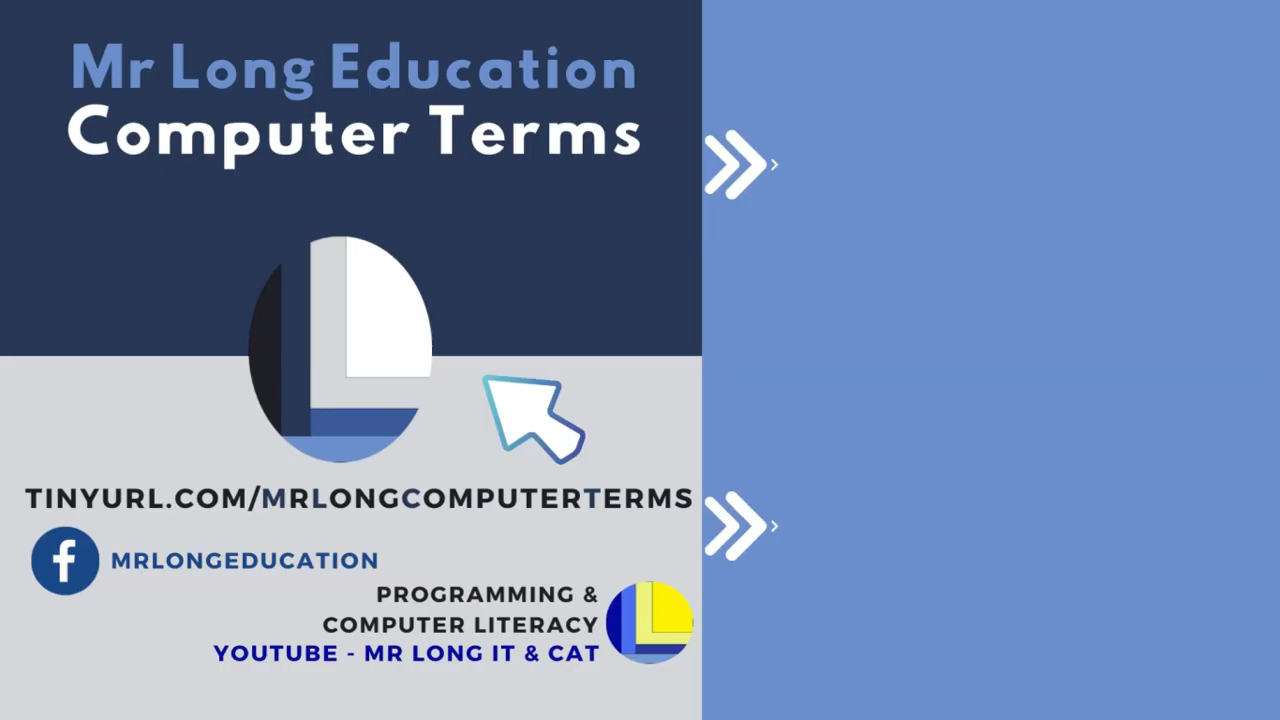 Mr Long Education
Computer Terms
TINYURL.COM/MRLONGCOMPUTERTERMS
MRLONGEDUCATION
PROGRAMMING &
COMPUTER LITERACY
YOUTUBE - MR LONG IT & CAT